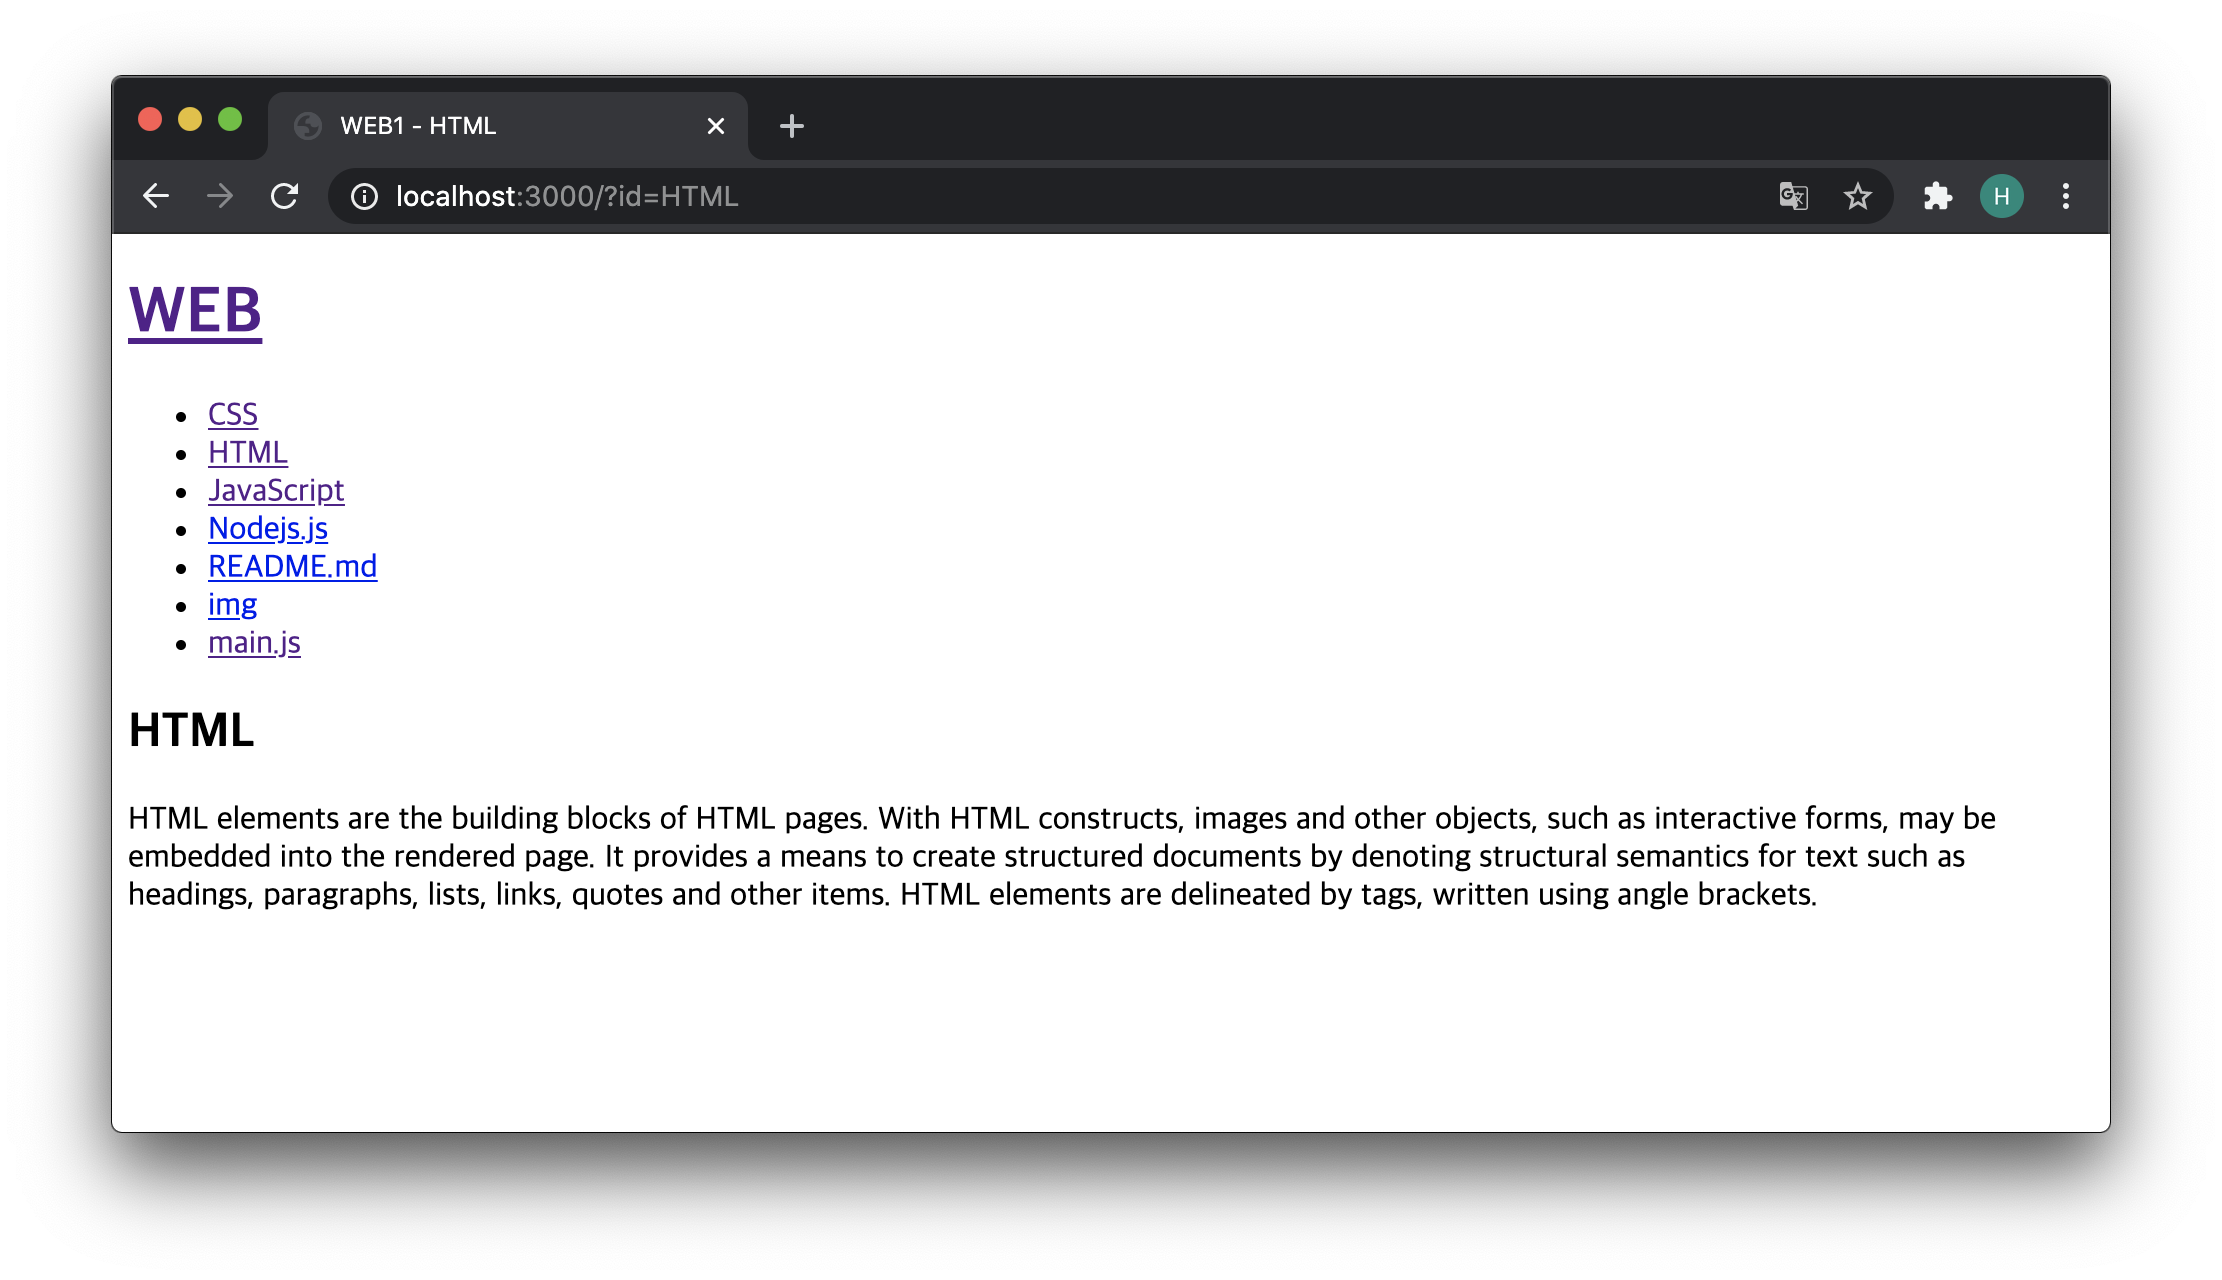 WEB1 - HTML
localhost:3000/?id=HTML
H
WEB
CSS
HTML
JavaScript
Nodejs.js
README.md
img
main.js
HTML
HTML elements are the building blocks of HTML pages. With HTML constructs, images and other objects, such as interactive forms, may be
embedded into the rendered page. It provides a means to create structured documents by denoting structural semantics for text such as
headings, paragraphs, lists, links, quotes and other items. HTML elements are delineated by tags, written using angle brackets.